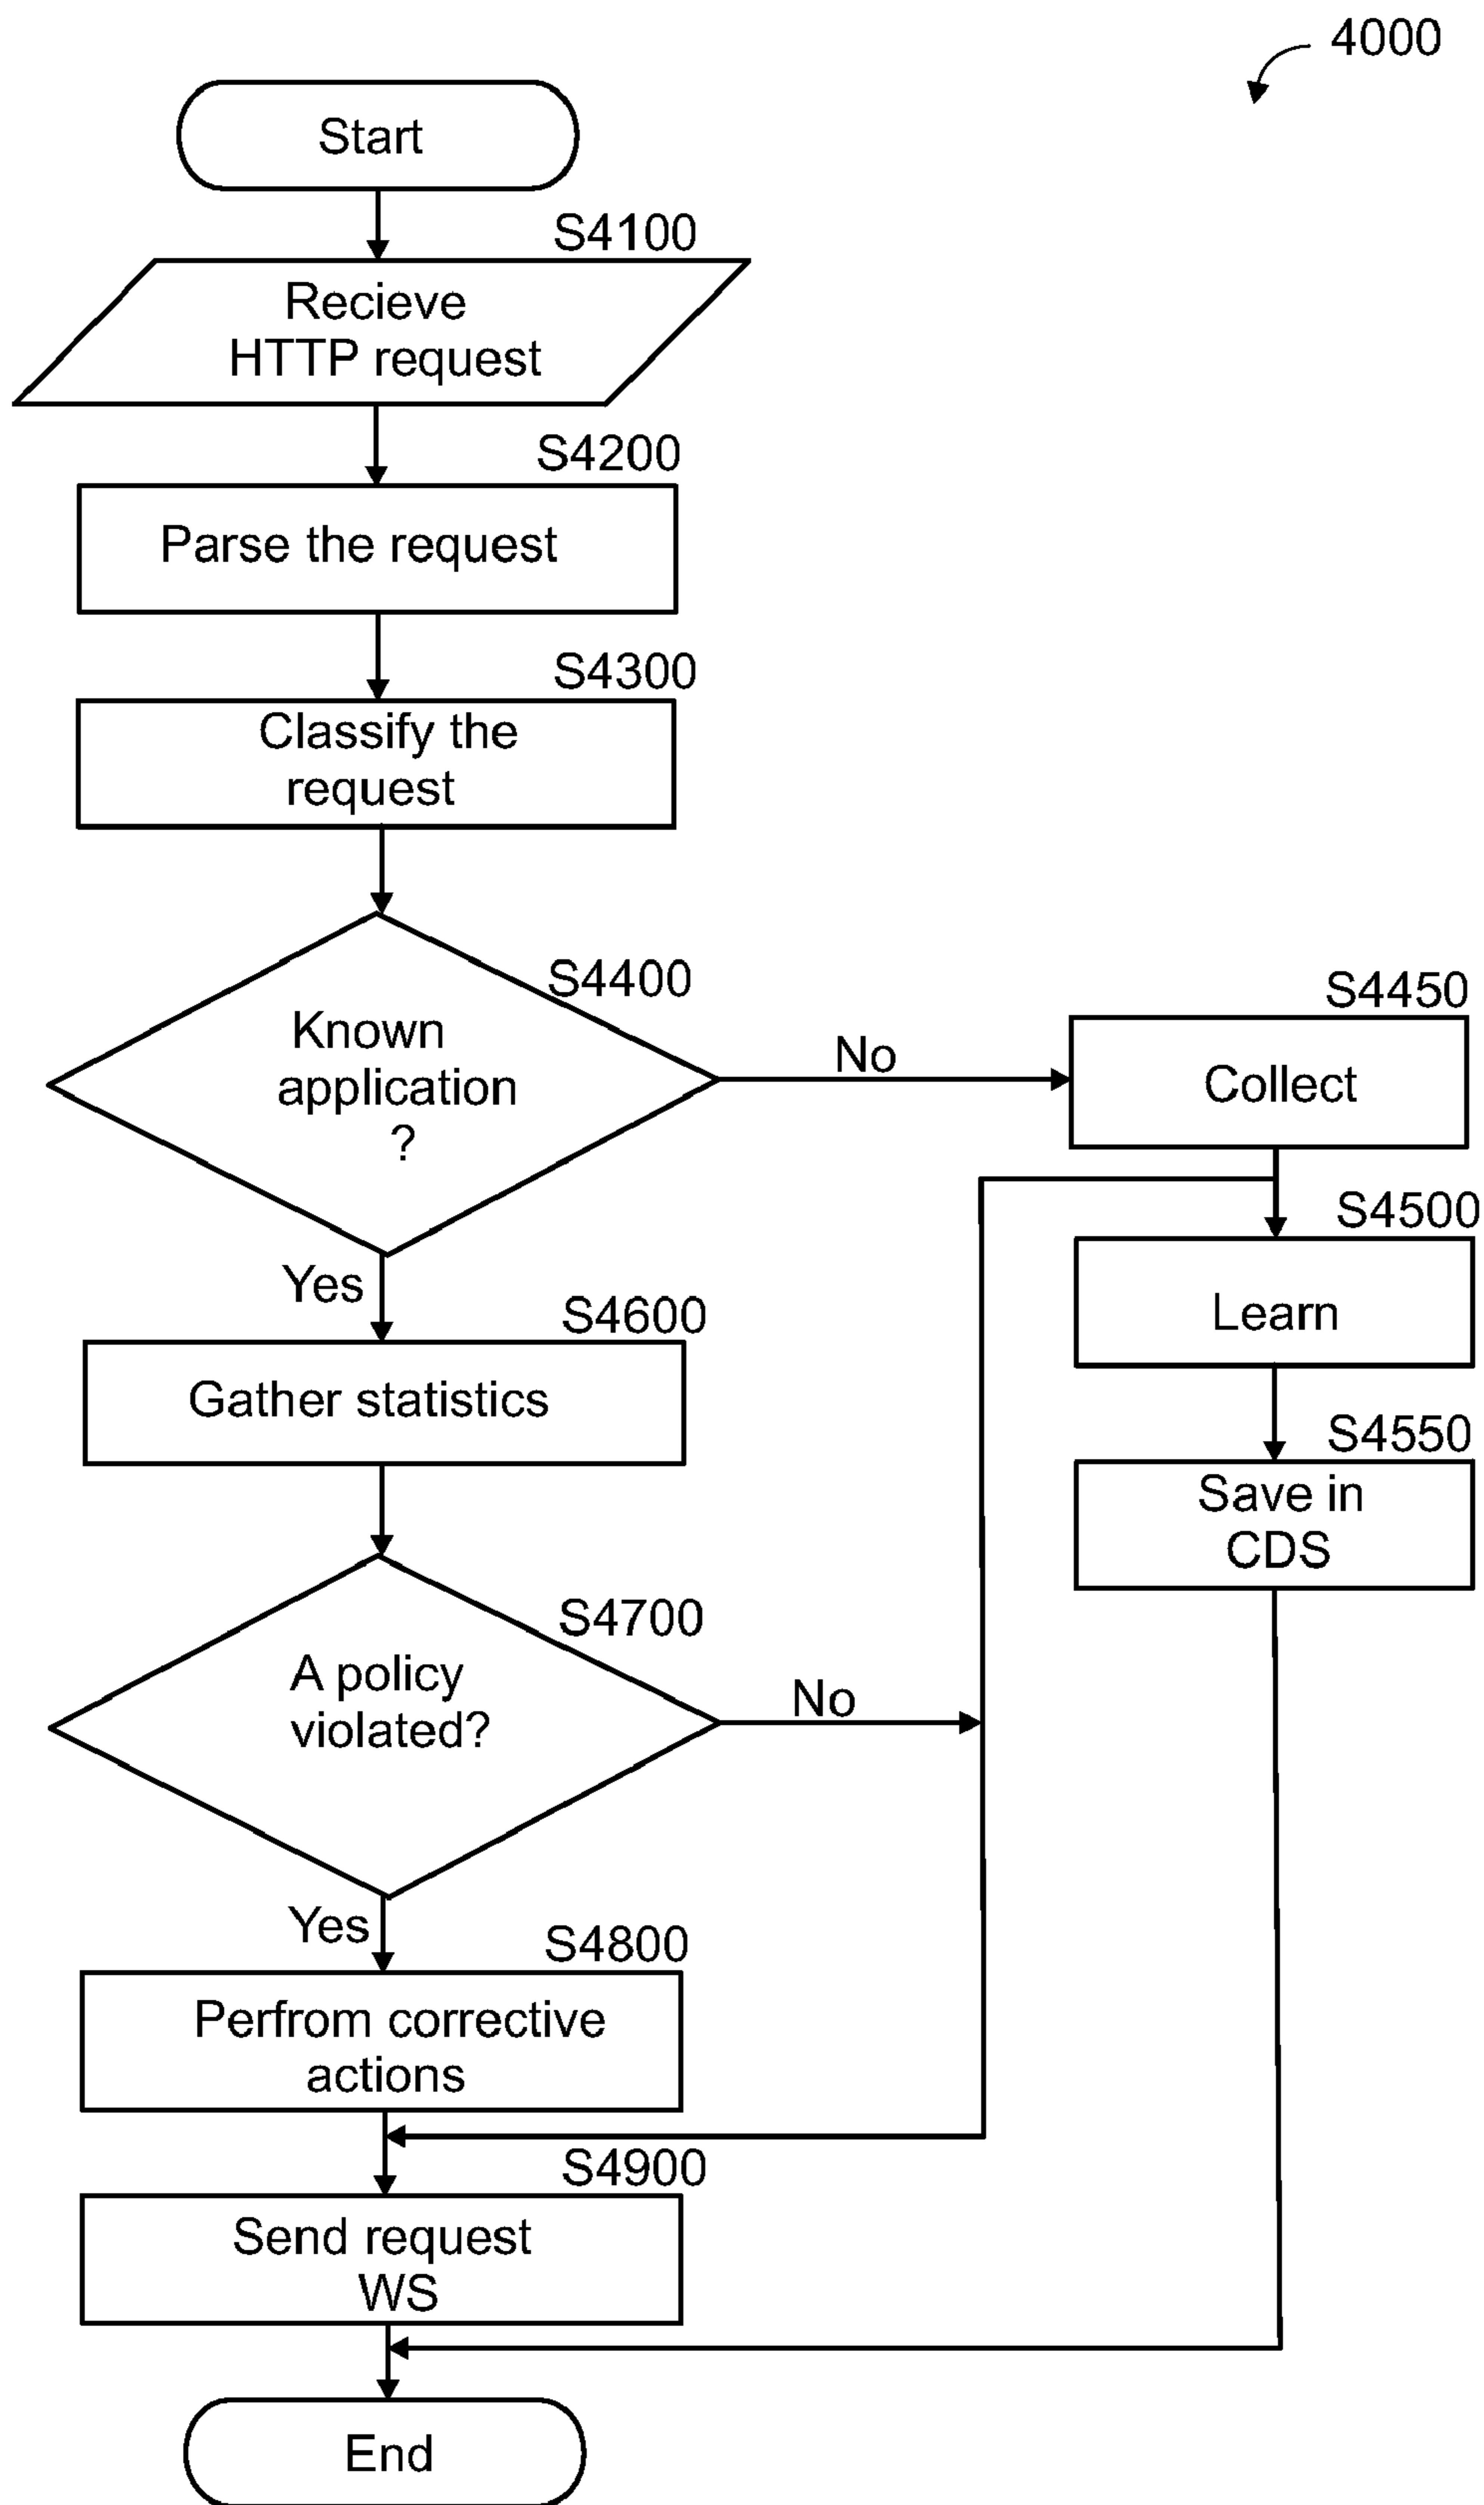 4000
Start
S4100
Recieve
HTTP request
S4200
Parse the request
S4300
Classify the
request
S4400
Known
application
?
No
S4450
Collect
S4500
Learn
Yes
S4600
Gather statistics
S4550
Save in
CDS
S4700
A policy
violated?
No
Yes
S4800
Perfrom corrective
actions
S4900
Send request
WS
End